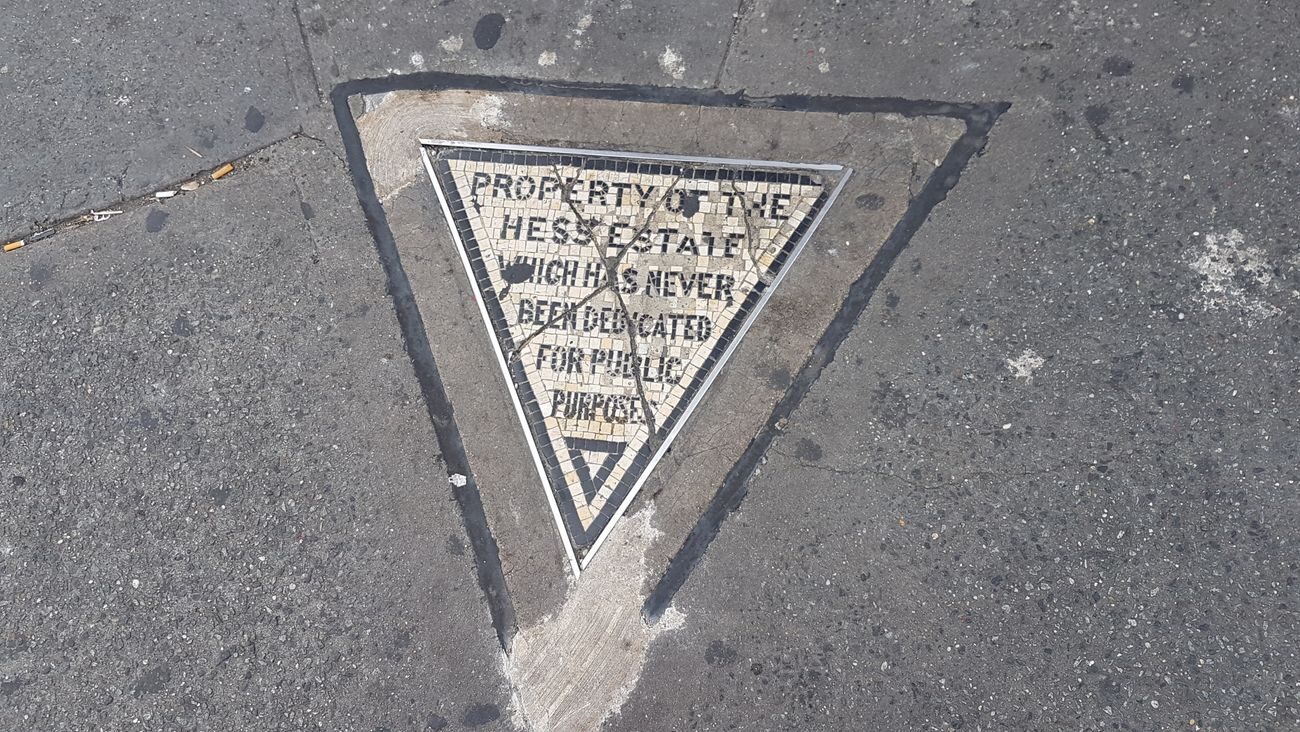 PROPERTY OF THE
HESS ESTATE
WHICH HAS NEVER
BEEN DEDICATED
FOR PUBLIC
PURPOSES